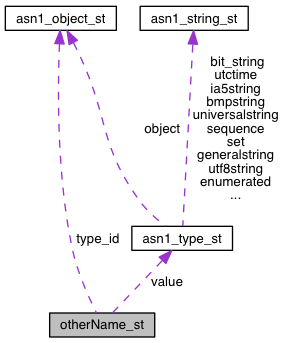 asn1_object_st
asn1_string_st
bit_string
utctime
ia5string
bmpstring
universalstring
object
sequence
set
generalstring
utf8string
enumerated
...
type_id
asn1_type_st
value
otherName_st